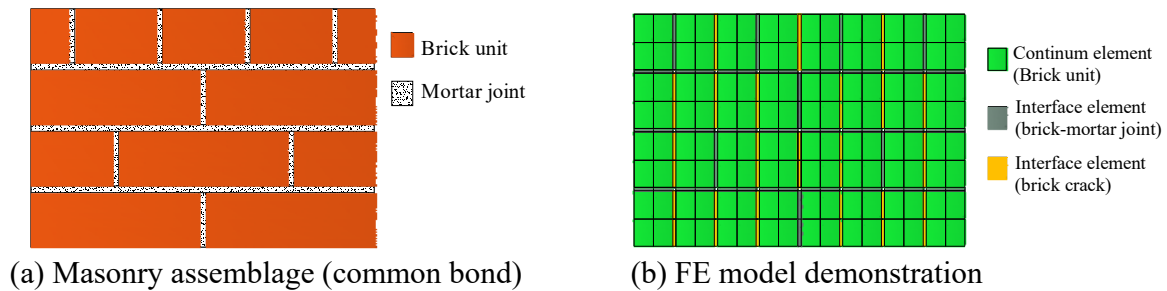 Brick unit
Mortar joint
Continum element
(Brick unit)
Interface element
(brick-mortar joint)
Interface element
(brick crack)
(a) Masonry assemblage (common bond)
(b) FE model demonstration